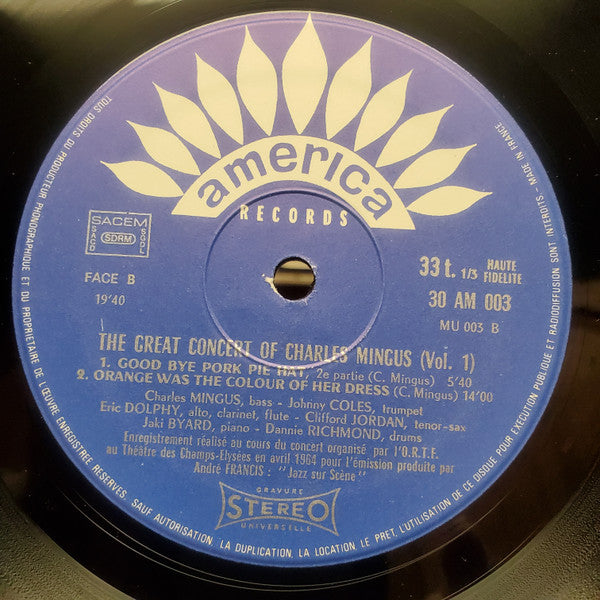 america
RECORDS
SACEM
SACD SDRM SGDL
FACE B
19'40
33 t. 1/3 HAUTE FIDELITE
30 AM 003
MU 003 B
THE GREAT CONCERT OF CHARLES MINGUS (Vol. 1)
1. GOOD BYE PORK PIE HAT, 2e partie (C. Mingus) 5'40
2. ORANGE WAS THE COLOUR OF HER DRESS (C. Mingus) 14'00
Charles MINGUS, bass - Johnny COLES, trumpet
Eric DOLPHY, alto, clarinet, flute - Clifford JORDAN, tenor-sax
Jaki BYARD, piano - Dannie RICHMOND, drums
Enregistrement réalisé au cours du concert organisé par l'O.R.T.F.
au Théâtre des Champs-Elysées en avril 1964 pour l'émission produite par
André FRANCIS : "Jazz sur Scène"
GRAVURE
STEREO
UNIVERSELLE
TOUS DROITS DU PRODUCTEUR PHONOGRAPHIQUE ET DU PROPRIETAIRE DE L'ŒUVRE ENREGISTREE RESERVES. SAUF AUTORISATION, LA DUPLICATION, LA LOCATION LE PRET, L'UTILISATION DE CE DISQUE POUR EXECUTION PUBLIQUE ET RADIODIFFUSION SONT INTERDITS - MADE IN FRANCE